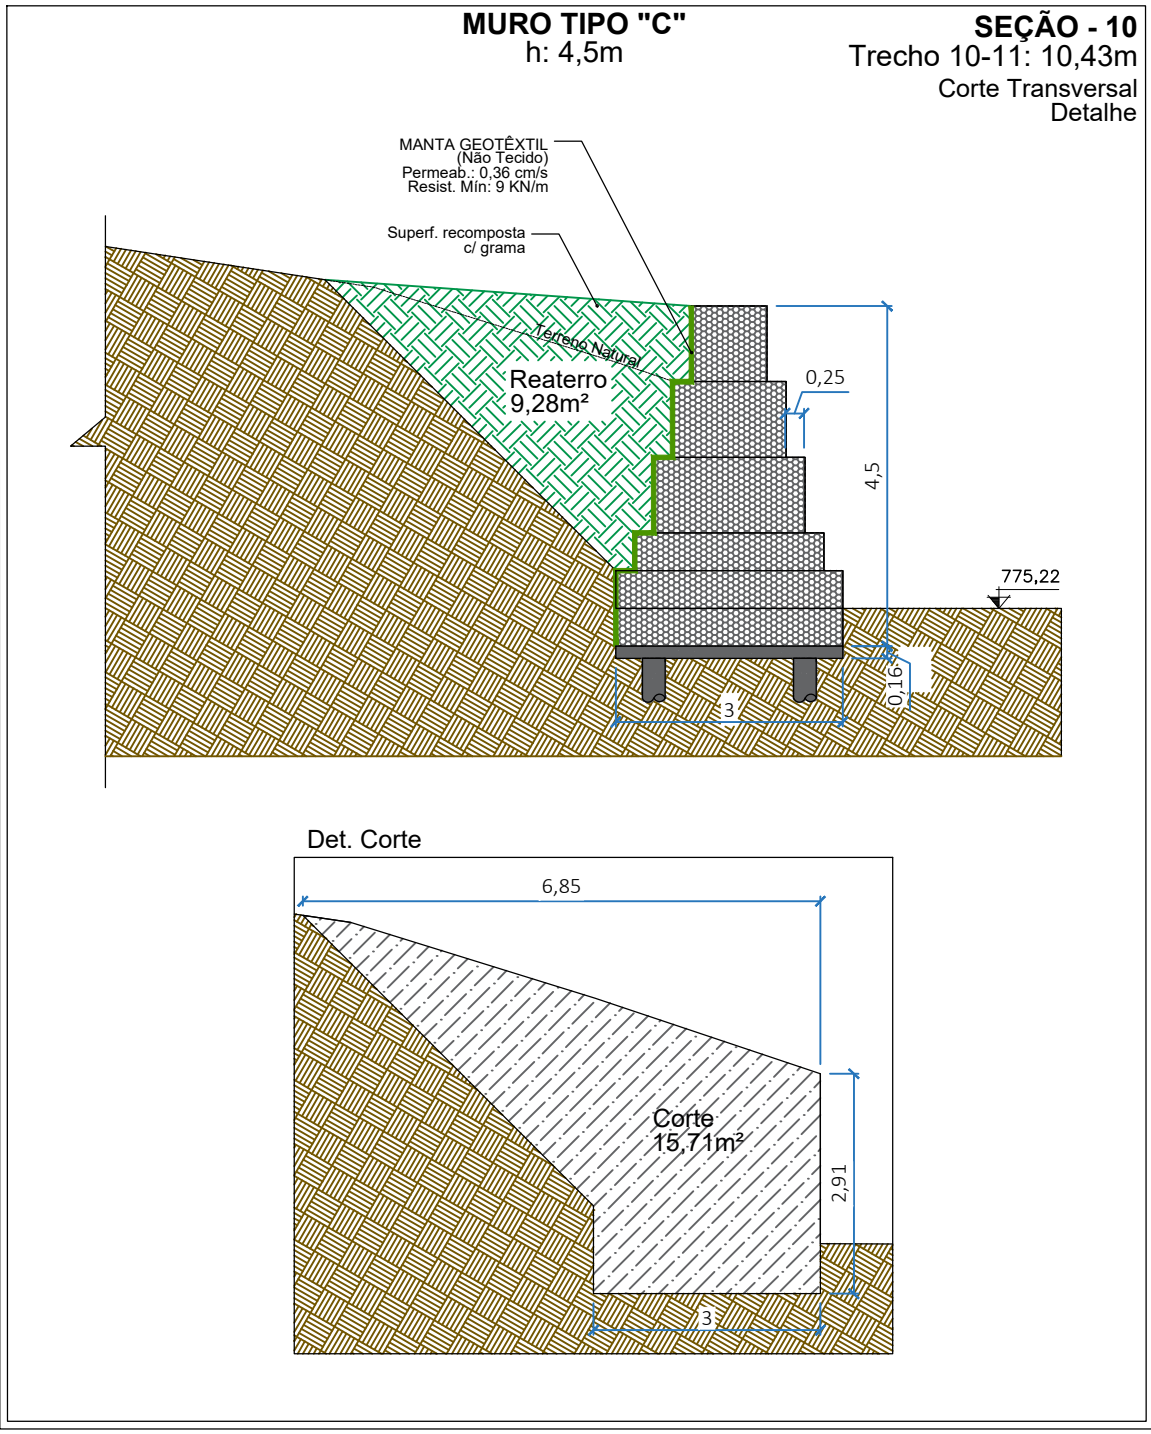 MURO TIPO "C"
h: 4,5m
SEÇÃO - 10
Trecho 10-11: 10,43m
Corte Transversal
Detalhe
MANTA GEOTÊXTIL
(Não Tecido)
Permeab.: 0,36 cm/s
Resist. Mín: 9 KN/m
Superf. recomposta
c/ grama
Terreno Natural
Reaterro
9,28m²
0,25
4,5
775,22
0,16
3
Det. Corte
6,85
Corte
15,71m²
2,91
3